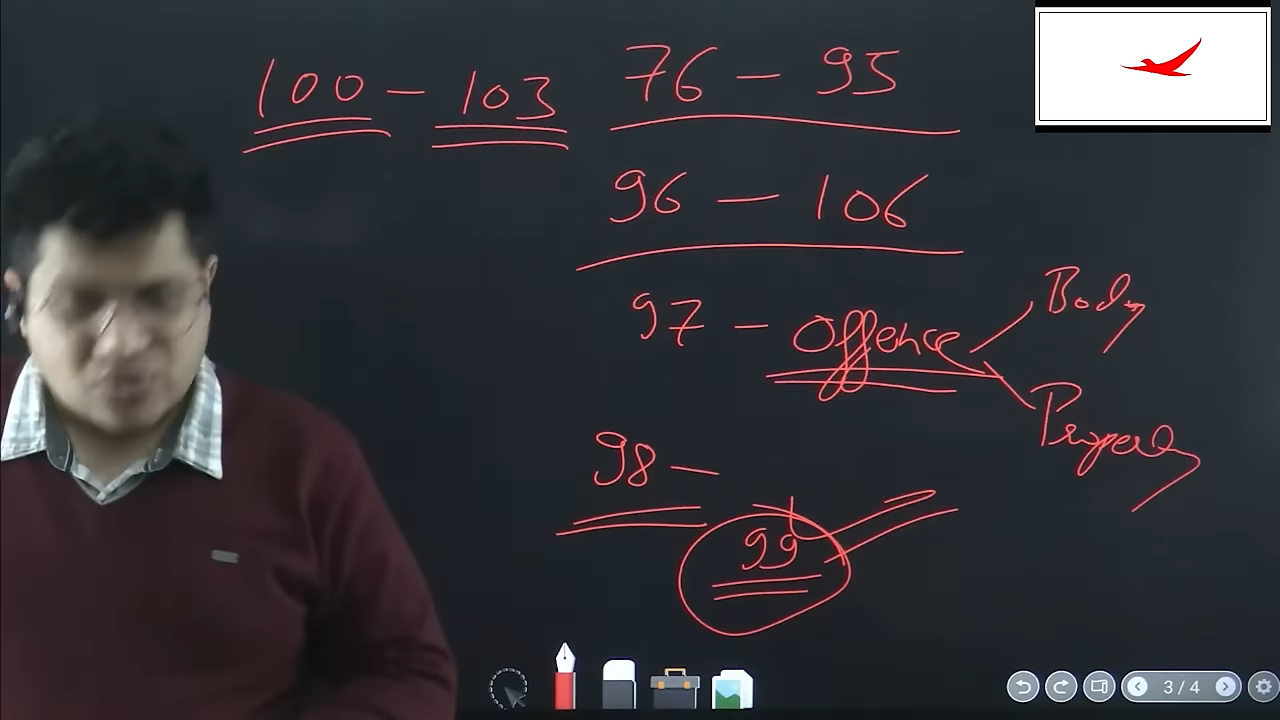 100 - 103
76 - 95
96 - 106
97 - Offence
Body
Property
98 -
99
3 / 4